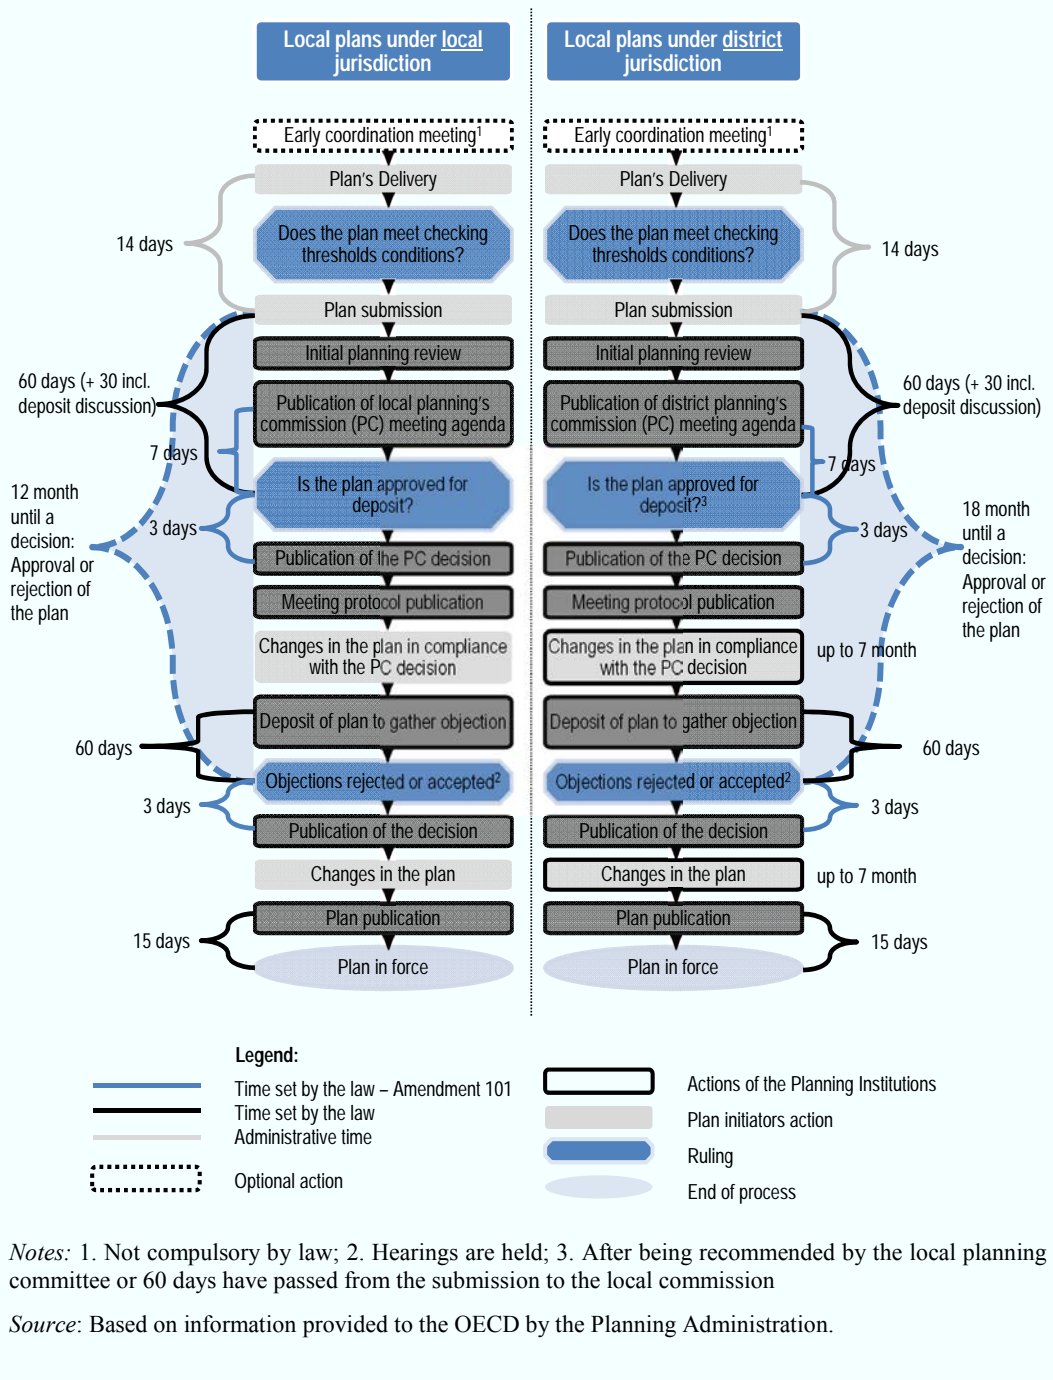 Local plans under local
jurisdiction
Local plans under district
jurisdiction
Early coordination meeting1
Early coordination meeting1
Plan's Delivery
Plan's Delivery
Does the plan meet checking
thresholds conditions?
Does the plan meet checking
thresholds conditions?
14 days
14 days
Plan submission
Plan submission
Initial planning review
Initial planning review
60 days (+ 30 incl.
deposit discussion)
60 days (+ 30 incl.
deposit discussion)
Publication of local planning's
commission (PC) meeting agenda
Publication of district planning's
commission (PC) meeting agenda
7 days
7 days
Is the plan approved for
deposit?
Is the plan approved for
deposit?3
12 month
until a
decision:
Approval or
rejection of
the plan
18 month
until a
decision:
Approval or
rejection of
the plan
3 days
3 days
Publication of the PC decision
Publication of the PC decision
Meeting protocol publication
Meeting protocol publication
Changes in the plan in compliance
with the PC decision
Changes in the plan in compliance
with the PC decision
up to 7 month
Deposit of plan to gather objection
Deposit of plan to gather objection
60 days
60 days
Objections rejected or accepted2
Objections rejected or accepted2
3 days
3 days
Publication of the decision
Publication of the decision
Changes in the plan
Changes in the plan
up to 7 month
Plan publication
Plan publication
15 days
15 days
Plan in force
Plan in force
Legend:
Time set by the law – Amendment 101
Time set by the law
Administrative time
Optional action
Actions of the Planning Institutions
Plan initiators action
Ruling
End of process
Notes: 1. Not compulsory by law; 2. Hearings are held; 3. After being recommended by the local planning
committee or 60 days have passed from the submission to the local commission
Source: Based on information provided to the OECD by the Planning Administration.